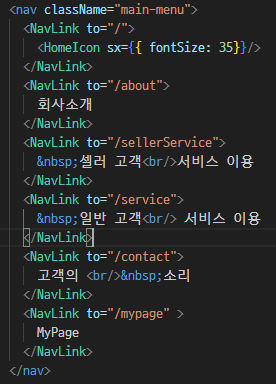 <nav className="main-menu">
<NavLink to="/">
<HomeIcon sx={{ fontSize: 35}}/>
</NavLink>
<NavLink to="/about">
회사소개
</NavLink>
<NavLink to="/sellerService">
&nbsp;셀러 고객<br/>서비스 이용
</NavLink>
<NavLink to="/service">
&nbsp;일반 고객<br/> 서비스 이용
</NavLink>
<NavLink to="/contact">
고객의 <br/>&nbsp;소리
</NavLink>
<NavLink to="/mypage" >
MyPage
</NavLink>
</nav>